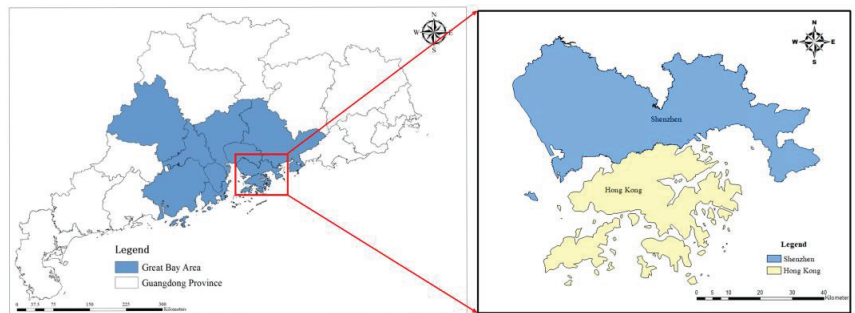 N
W E
S
Legend
Great Bay Area
Guangdong Province
0 37.5 75 150 225 300
Kilometers
N
W E
S
Shenzhen
Hong Kong
Legend
Shenzhen
Hong Kong
0 5 10 20 30 40
Kilometer